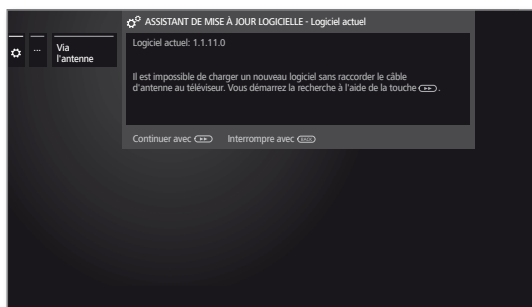 ASSISTANT DE MISE À JOUR LOGICIELLE - Logiciel actuel
...
Via
l'antenne
Logiciel actuel: 1.1.11.0
Il est impossible de charger un nouveau logiciel sans raccorder le câble
d'antenne au téléviseur. Vous démarrez la recherche à l'aide de la touche .
Continuer avec Interrompre avec BACK